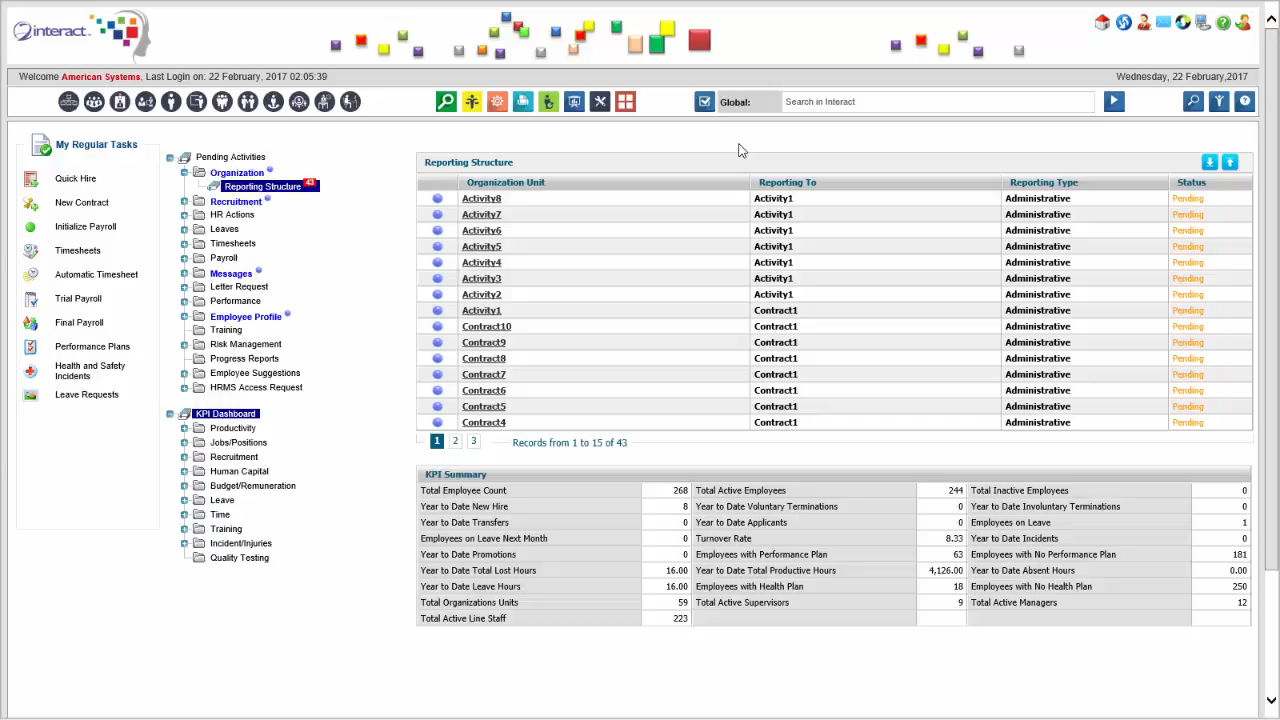 interact
Welcome American Systems, Last Login on: 22 February, 2017 02:05:39
Wednesday, 22 February,2017
Global:
Search in Interact
My Regular Tasks
Quick Hire
New Contract
Initialize Payroll
Timesheets
Automatic Timesheet
Trial Payroll
Final Payroll
Performance Plans
Health and Safety
Incidents
Leave Requests
Pending Activities
Organization
Reporting Structure 43
Recruitment
HR Actions
Leaves
Timesheets
Payroll
Messages
Letter Request
Performance
Employee Profile
Training
Risk Management
Progress Reports
Employee Suggestions
HRMS Access Request
KPI Dashboard
Productivity
Jobs/Positions
Recruitment
Human Capital
Budget/Remuneration
Leave
Time
Training
Incident/Injuries
Quality Testing
Reporting Structure
Organization Unit Reporting To Reporting Type Status
Activity8 Activity1 Administrative Pending
Activity7 Activity1 Administrative Pending
Activity6 Activity1 Administrative Pending
Activity5 Activity1 Administrative Pending
Activity4 Activity1 Administrative Pending
Activity3 Activity1 Administrative Pending
Activity2 Activity1 Administrative Pending
Activity1 Contract1 Administrative Pending
Contract10 Contract1 Administrative Pending
Contract9 Contract1 Administrative Pending
Contract8 Contract1 Administrative Pending
Contract7 Contract1 Administrative Pending
Contract6 Contract1 Administrative Pending
Contract5 Contract1 Administrative Pending
Contract4 Contract1 Administrative Pending
1 2 3 Records from 1 to 15 of 43
KPI Summary
Total Employee Count 268 Total Active Employees 244 Total Inactive Employees 0
Year to Date New Hire 8 Year to Date Voluntary Terminations 0 Year to Date Involuntary Terminations 0
Year to Date Transfers 0 Year to Date Applicants 0 Employees on Leave 1
Employees on Leave Next Month 0 Turnover Rate 8.33 Year to Date Incidents 0
Year to Date Promotions 0 Employees with Performance Plan 63 Employees with No Performance Plan 181
Year to Date Total Lost Hours 16.00 Year to Date Total Productive Hours 4,126.00 Year to Date Absent Hours 0.00
Year to Date Leave Hours 16.00 Employees with Health Plan 18 Employees with No Health Plan 250
Total Organizations Units 59 Total Active Supervisors 9 Total Active Managers 12
Total Active Line Staff 223